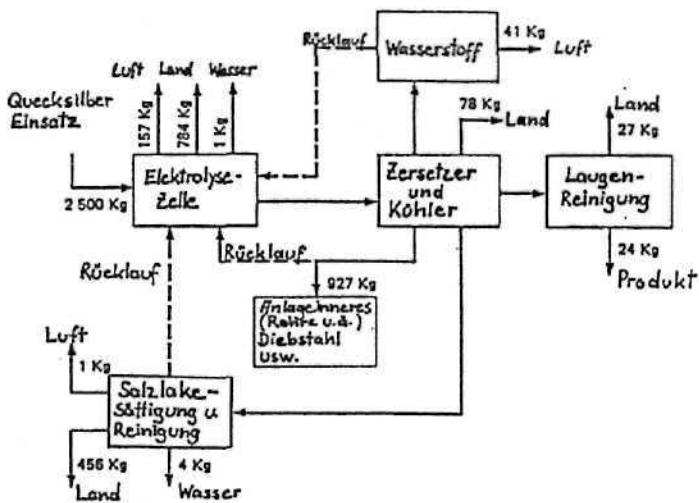 Rücklauf
Wasserstoff
41 Kg
Luft
Luft Land Wasser
Quecksilber
Einsatz
157 Kg
784 Kg
1 Kg
78 Kg
Land
Land
27 Kg
Elektrolyse-
Zelle
Zersetzer
und
Köhler
Laugen-
Reinigung
2 500 Kg
Rücklauf
24 Kg
Produkt
Rücklauf
927 Kg
Anlageinneres
(Rohre u.ä.)
Diebstahl
usw.
Luft
1 Kg
Salzlake-
Sättigung u
Reinigung
456 Kg
Land
4 Kg
Wasser